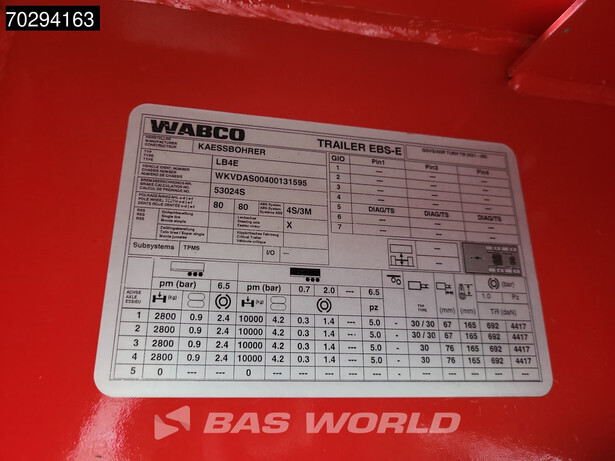 70294163
WABCO
TRAILER EBS-E
KAESSBOHRER
LB4E
WKVDAS00400131595
53024S
80 80 4S/3M
X
GIO Pin1 Pin3 Pin4
1 --- --- ---
2 --- --- ---
3 --- --- ---
4 --- --- ---
5 DIAG/TS --- DIAG/TS
6 --- --- ---
7 --- DIAG/TS ---
Subsystems TPM5 I/O ---
pm (bar) 6.5 pm (bar) 0.7 2.0 --- 6.5
pz (mm) (mm) 1.0 Pz
TR (daN)
1 2800 0.9 2.4 10000 4.2 0.3 1.4 --- 5.0 - 30 / 30 67 165 692 4417
2 2800 0.9 2.4 10000 4.2 0.3 1.4 --- 5.0 - 30 / 30 67 165 692 4417
3 2800 0.9 2.4 10000 4.2 0.3 1.4 --- 5.0 - 30 76 165 692 4417
4 2800 0.9 2.4 10000 4.2 0.3 1.4 --- 5.0 - 30 76 165 692 4417
5 0 --- --- 0 --- --- --- --- --- - --- --- --- --- ---
BAS WORLD